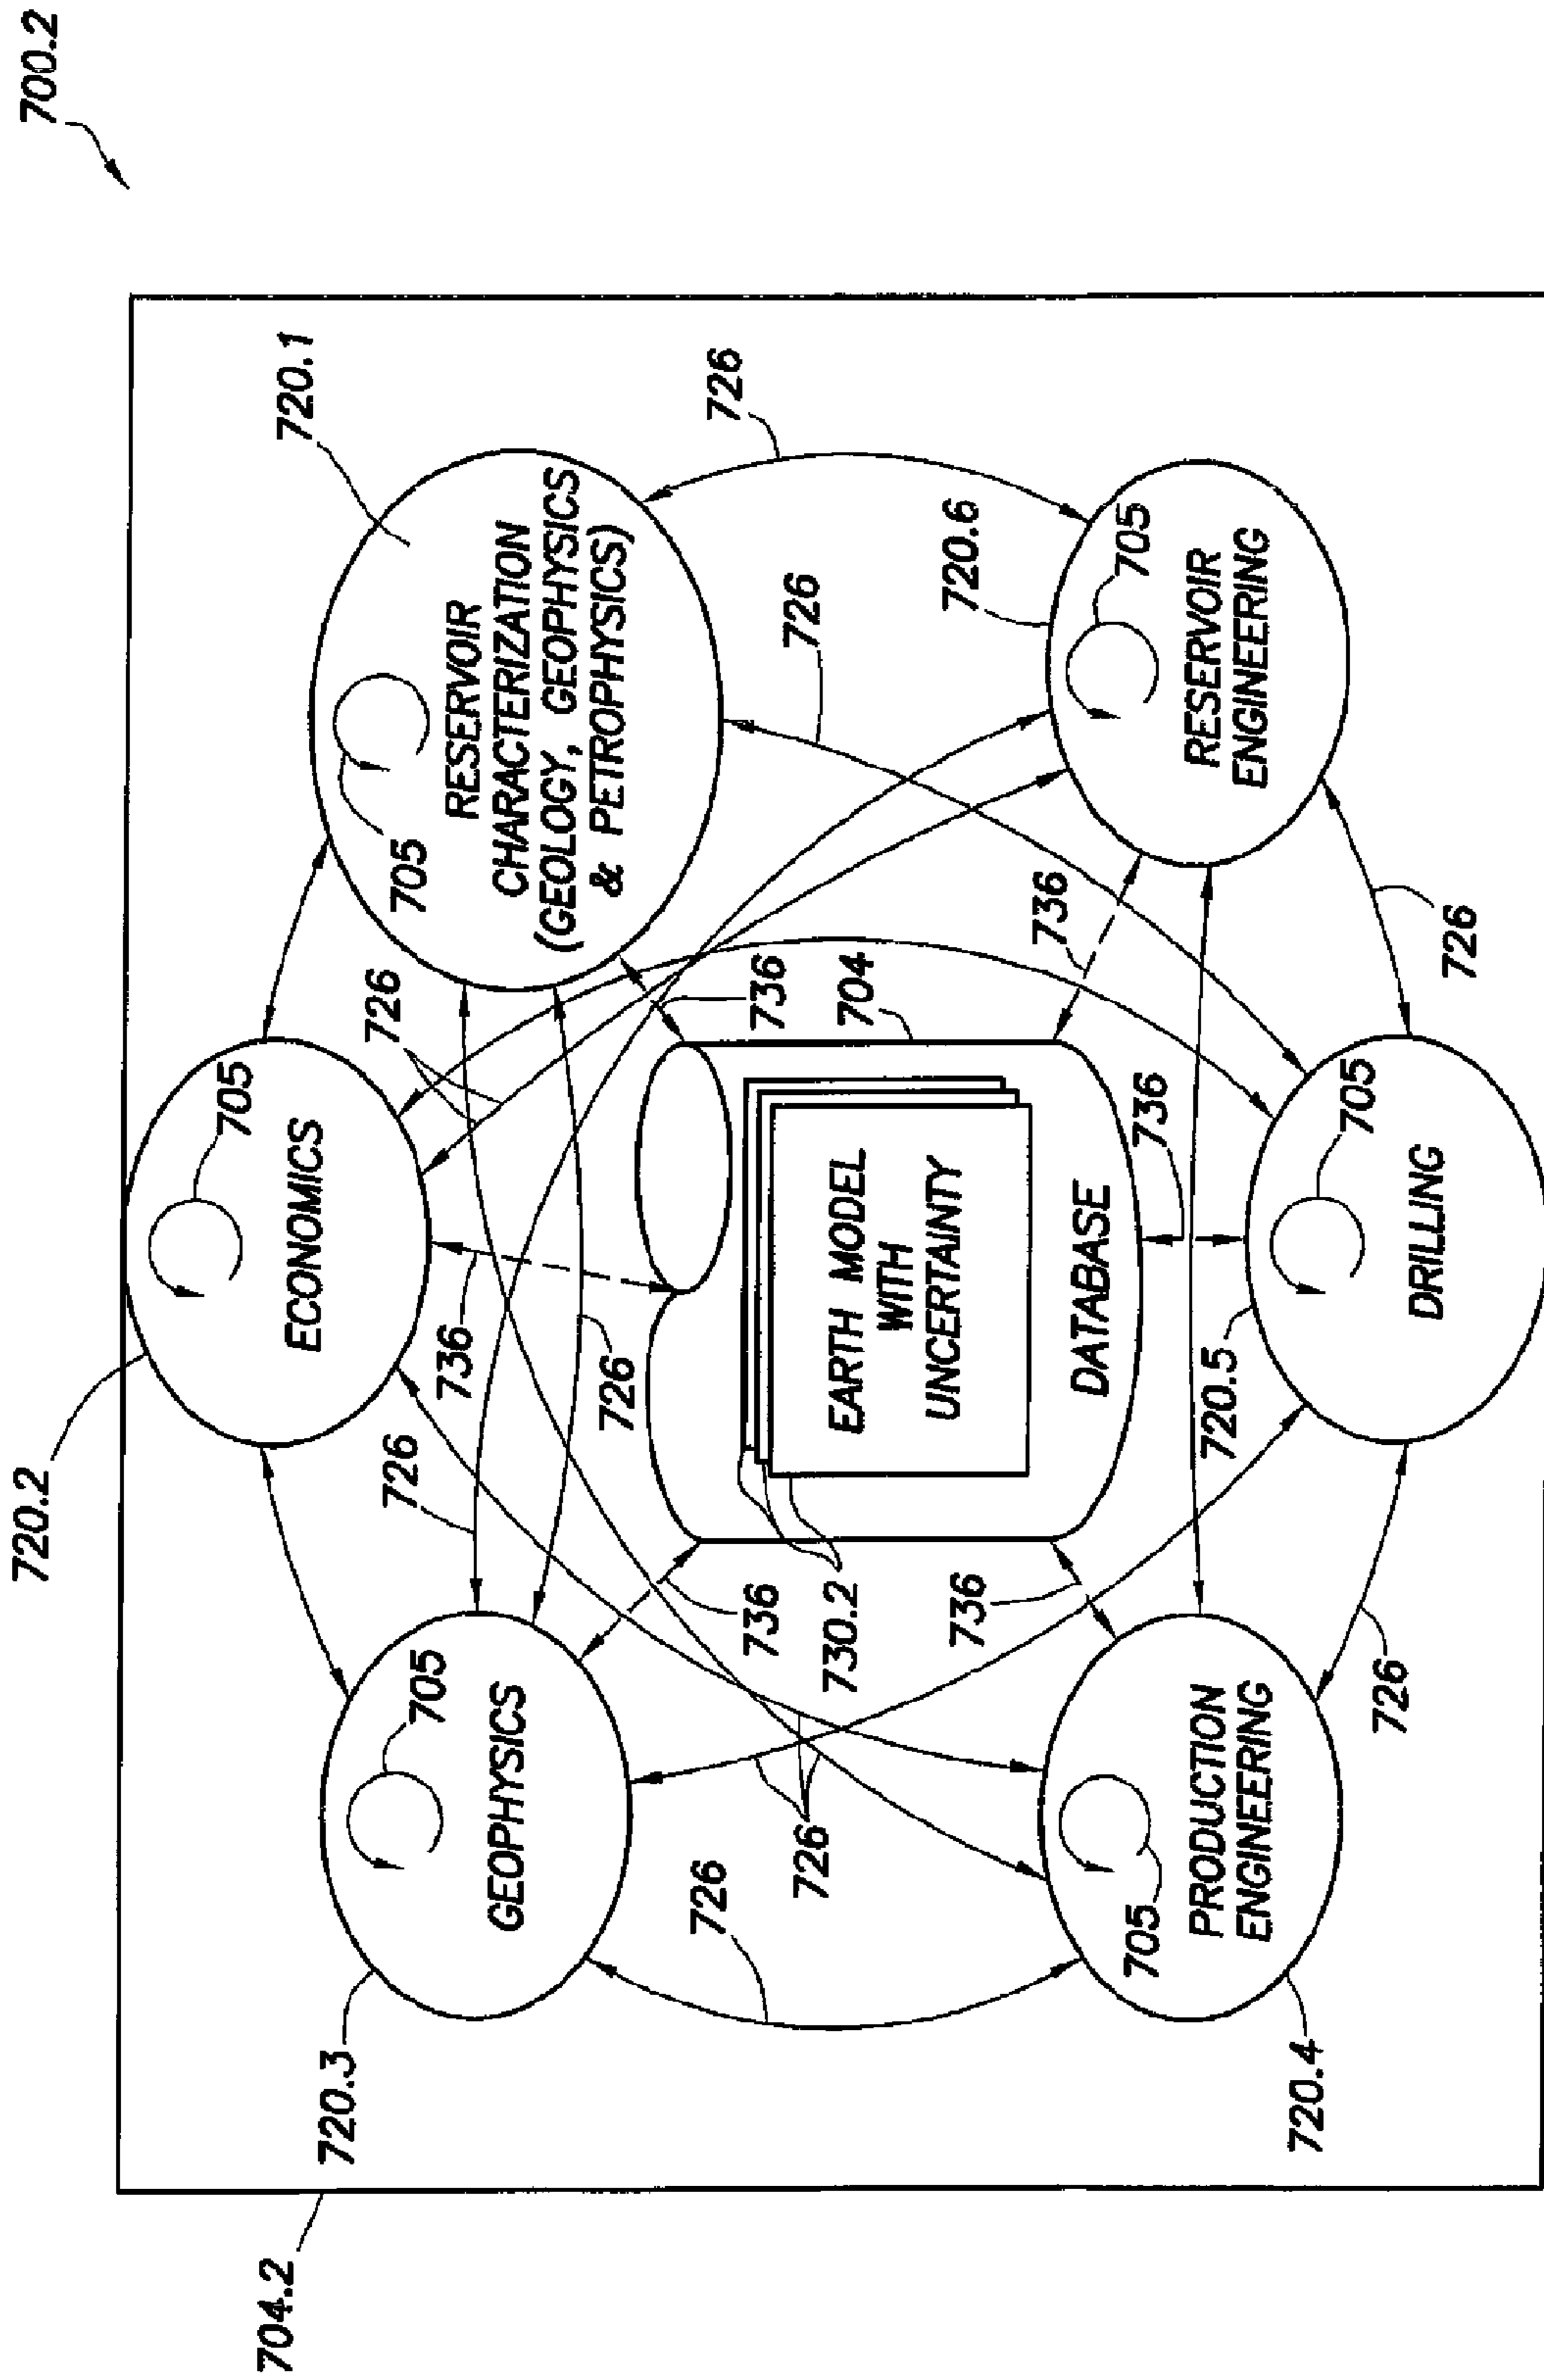 700.2
704.2
720.2
720.1
720.3
ECONOMICS
705
726
736
726
GEOPHYSICS
705
RESERVOIR
CHARACTERIZATION
(GEOLOGY, GEOPHYSICS
& PETROPHYSICS)
705
726
726
726
736
736
704
EARTH MODEL
WITH
UNCERTAINTY
DATABASE
730.2
726
726
736
736
736
720.6
RESERVOIR
ENGINEERING
705
PRODUCTION
ENGINEERING
705
720.4
720.5
DRILLING
705
726
726